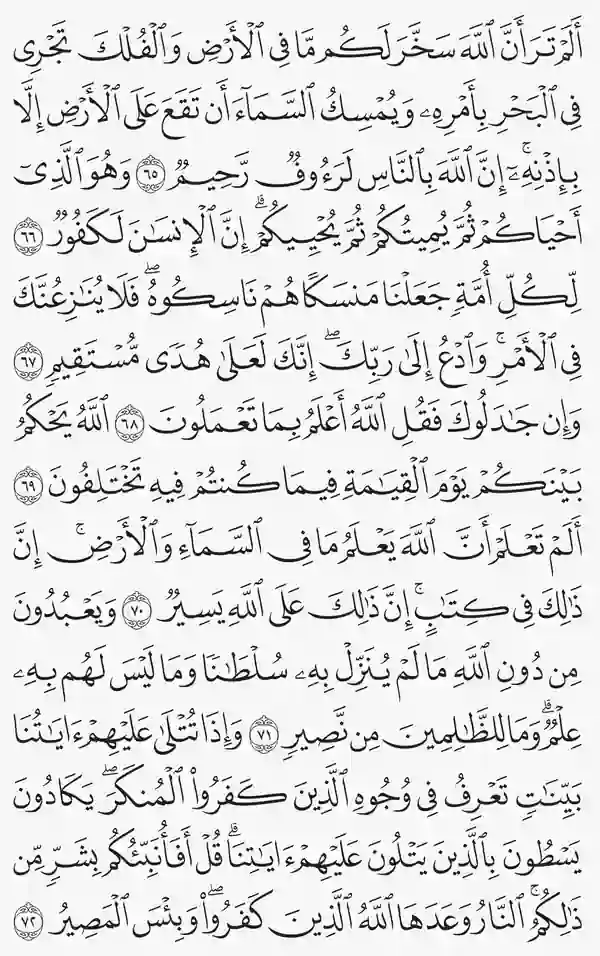 أَلَمْ تَرَ أَنَّ ٱللَّهَ سَخَّرَ لَكُم مَّا فِى ٱلْأَرْضِ وَٱلْفُلْكَ تَجْرِى
فِى ٱلْبَحْرِ بِأَمْرِهِۦ وَيُمْسِكُ ٱلسَّمَآءَ أَن تَقَعَ عَلَى ٱلْأَرْضِ إِلَّا
بِإِذْنِهِۦٓ ۗ إِنَّ ٱللَّهَ بِٱلنَّاسِ لَرَءُوفٌ رَّحِيمٌ ٦٥ وَهُوَ ٱلَّذِىٓ
أَحْيَاكُمْ ثُمَّ يُمِيتُكُمْ ثُمَّ يُحْيِيكُمْ ۗ إِنَّ ٱلْإِنسَـٰنَ لَكَفُورٌ ٦٦
لِّكُلِّ أُمَّةٍ جَعَلْنَا مَنسَكًا هُمْ نَاسِكُوهُ ۖ فَلَا يُنَـٰزِعُنَّكَ
فِى ٱلْأَمْرِ ۚ وَٱدْعُ إِلَىٰ رَبِّكَ ۖ إِنَّكَ لَعَلَىٰ هُدًى مُّسْتَقِيمٍ ٦٧
وَإِن جَـٰدَلُوكَ فَقُلِ ٱللَّهُ أَعْلَمُ بِمَا تَعْمَلُونَ ٦٨ ٱللَّهُ يَحْكُمُ
بَيْنَكُمْ يَوْمَ ٱلْقِيَـٰمَةِ فِيمَا كُنتُمْ فِيهِ تَخْتَلِفُونَ ٦٩
أَلَمْ تَعْلَمْ أَنَّ ٱللَّهَ يَعْلَمُ مَا فِى ٱلسَّمَآءِ وَٱلْأَرْضِ ۗ إِنَّ
ذَٰلِكَ فِى كِتَـٰبٍ ۚ إِنَّ ذَٰلِكَ عَلَى ٱللَّهِ يَسِيرٌ ٧٠ وَيَعْبُدُونَ
مِن دُونِ ٱللَّهِ مَا لَمْ يُنَزِّلْ بِهِۦ سُلْطَـٰنًا وَمَا لَيْسَ لَهُم بِهِۦ
عِلْمٌ ۗ وَمَا لِلظَّـٰلِمِينَ مِن نَّصِيرٍ ٧١ وَإِذَا تُتْلَىٰ عَلَيْهِمْ ءَايَـٰتُنَا
بَيِّنَـٰتٍ تَعْرِفُ فِى وُجُوهِ ٱلَّذِينَ كَفَرُوا۟ ٱلْمُنكَرَ ۖ يَكَادُونَ
يَسْطُونَ بِٱلَّذِينَ يَتْلُونَ عَلَيْهِمْ ءَايَـٰتِنَا ۗ قُلْ أَفَأُنَبِّئُكُم بِشَرٍّ مِّن
ذَٰلِكُمُ ۚ ٱلنَّارُ وَعَدَهَا ٱللَّهُ ٱلَّذِينَ كَفَرُوا۟ ۖ وَبِئْسَ ٱلْمَصِيرُ ٧٢